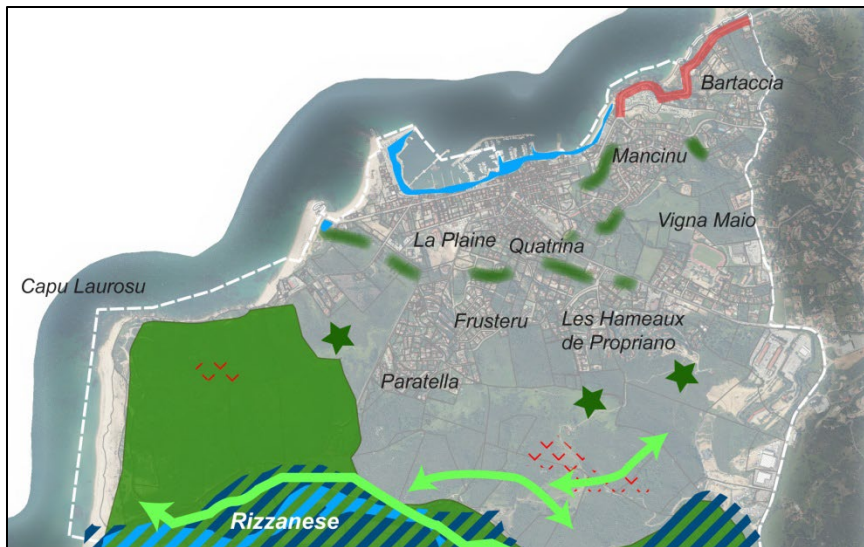 Bartaccia
Mancinu
Vigna Maio
La Plaine
Quatrina
Capu Laurosu
Frusteru
Les Hameaux
de Propriano
Paratella
Rizzanese